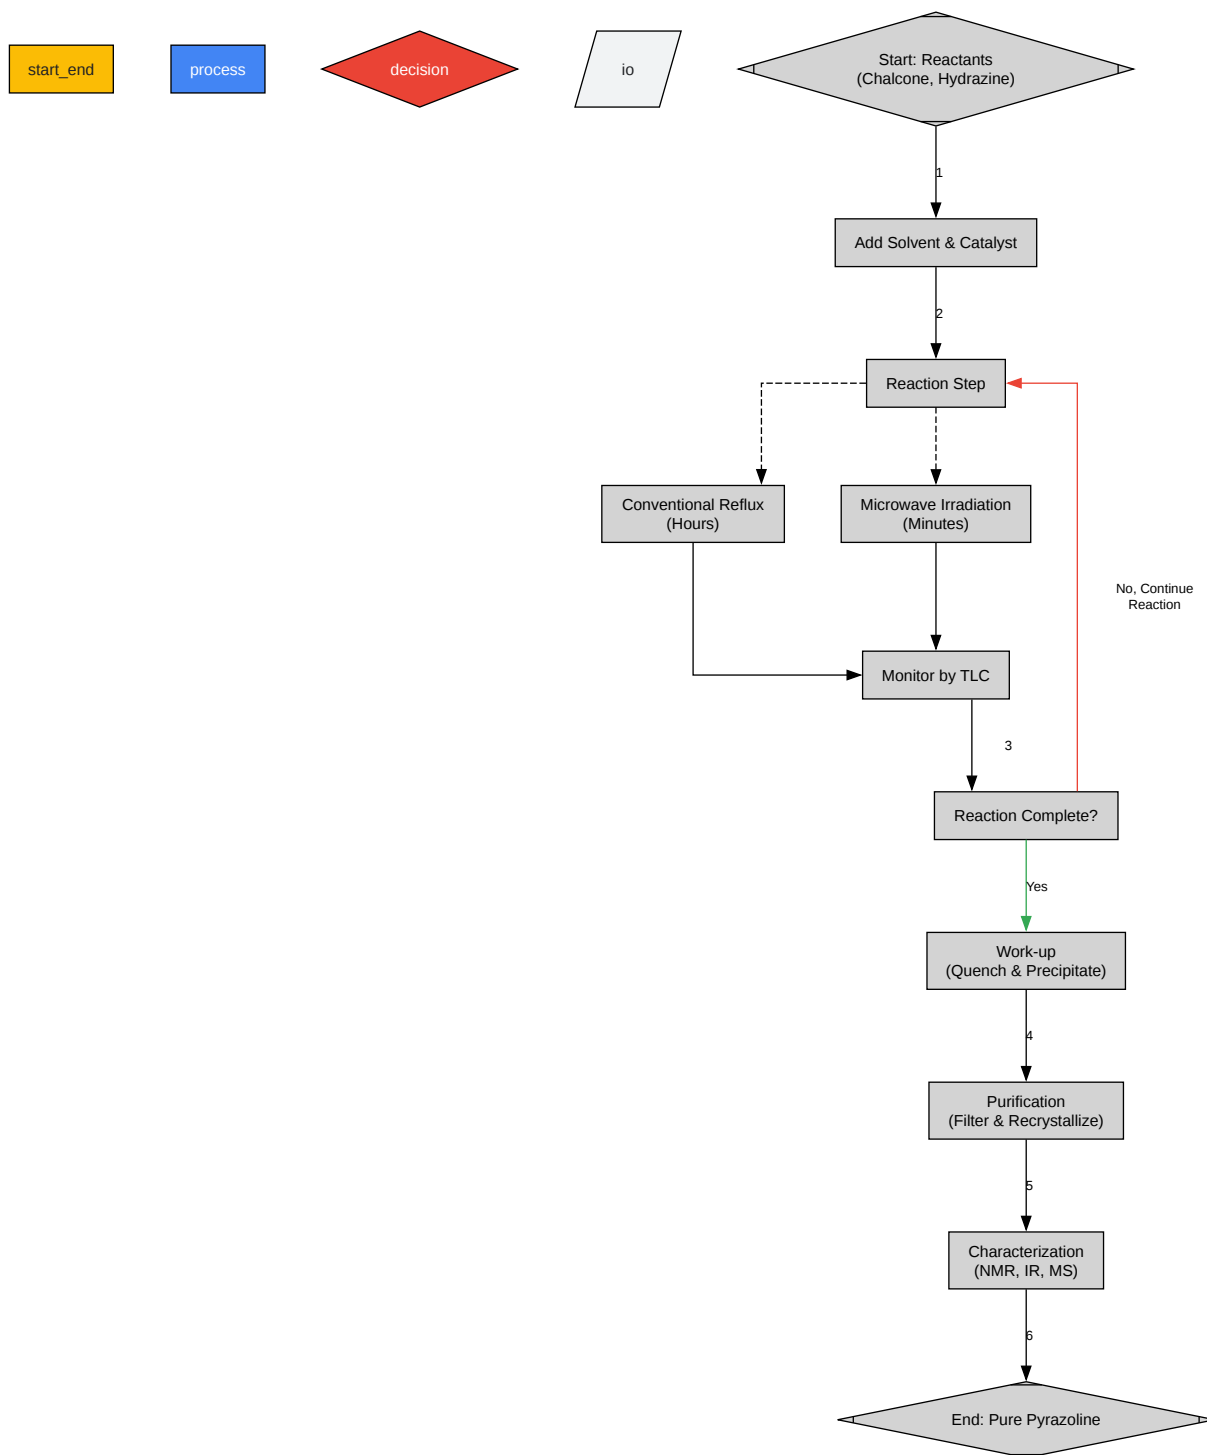 start_end
process
decision
io
Start: Reactants
(Chalcone, Hydrazine)
1
Add Solvent & Catalyst
2
Reaction Step
Conventional Reflux
(Hours)
Microwave Irradiation
(Minutes)
No, Continue
Reaction
Monitor by TLC
3
Reaction Complete?
Yes
Work-up
(Quench & Precipitate)
4
Purification
(Filter & Recrystallize)
5
Characterization
(NMR, IR, MS)
6
End: Pure Pyrazoline